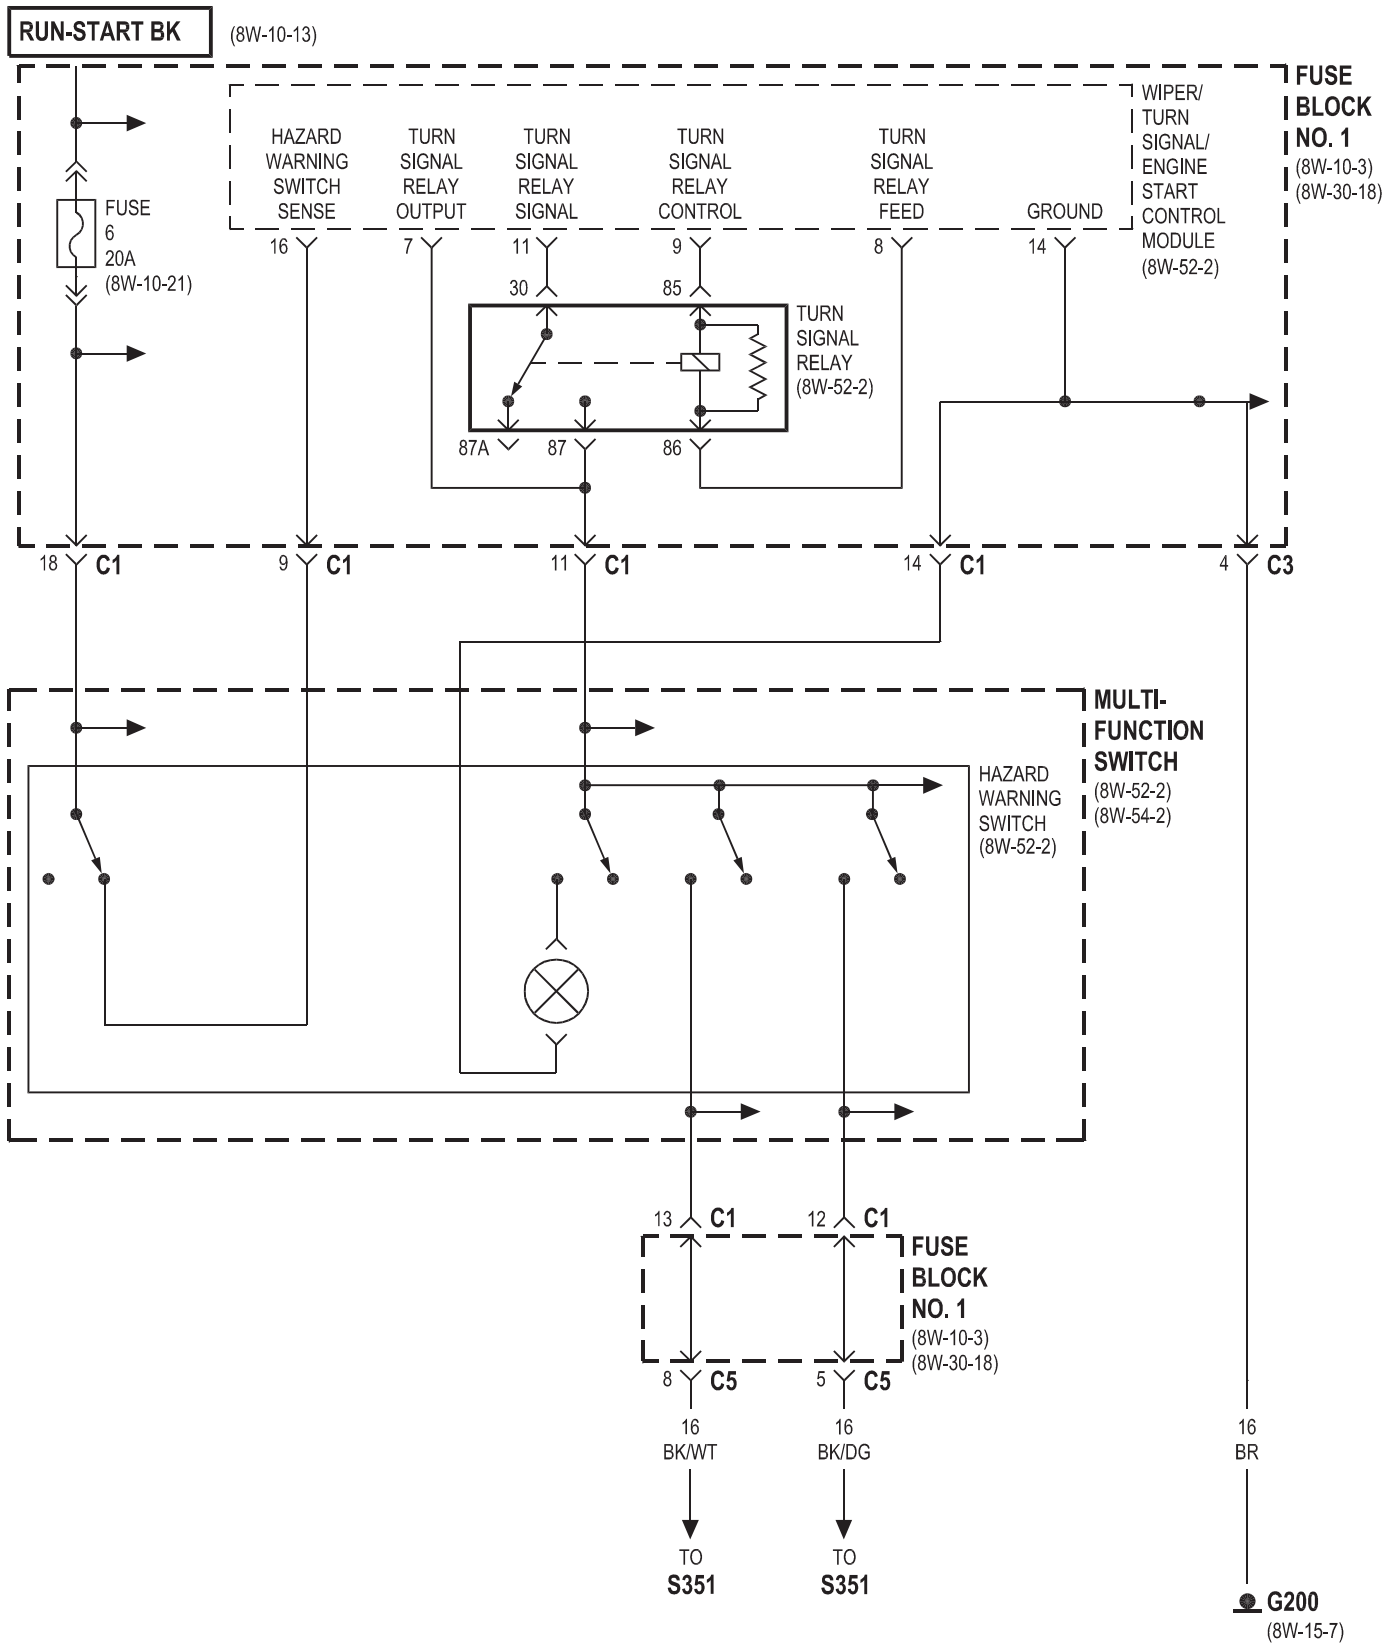 RUN-START BK
(8W-10-13)
FUSE
BLOCK
NO. 1
(8W-10-3)
(8W-30-18)
WIPER/
TURN
SIGNAL/
ENGINE
START
CONTROL
MODULE
(8W-52-2)
HAZARD
WARNING
SWITCH
SENSE
TURN
SIGNAL
RELAY
OUTPUT
TURN
SIGNAL
RELAY
SIGNAL
TURN
SIGNAL
RELAY
CONTROL
TURN
SIGNAL
RELAY
FEED
GROUND
FUSE
6
20A
(8W-10-21)
16
7
11
9
8
14
30
85
TURN
SIGNAL
RELAY
(8W-52-2)
87A
87
86
18 C1
9 C1
11 C1
14 C1
4 C3
MULTI-
FUNCTION
SWITCH
(8W-52-2)
(8W-54-2)
HAZARD
WARNING
SWITCH
(8W-52-2)
13 C1
12 C1
FUSE
BLOCK
NO. 1
(8W-10-3)
(8W-30-18)
8 C5
5 C5
16
BK/WT
16
BK/DG
16
BR
TO
S351
TO
S351
G200
(8W-15-7)